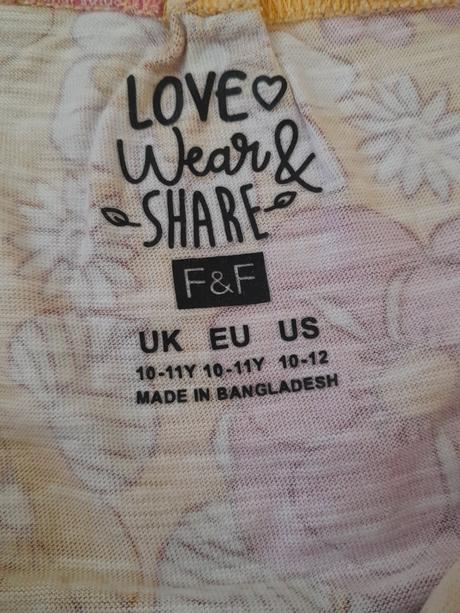 LOVE♡
Wear &
SHARE
F&F
UK EU US
10-11Y 10-11Y 10-12
MADE IN BANGLADESH